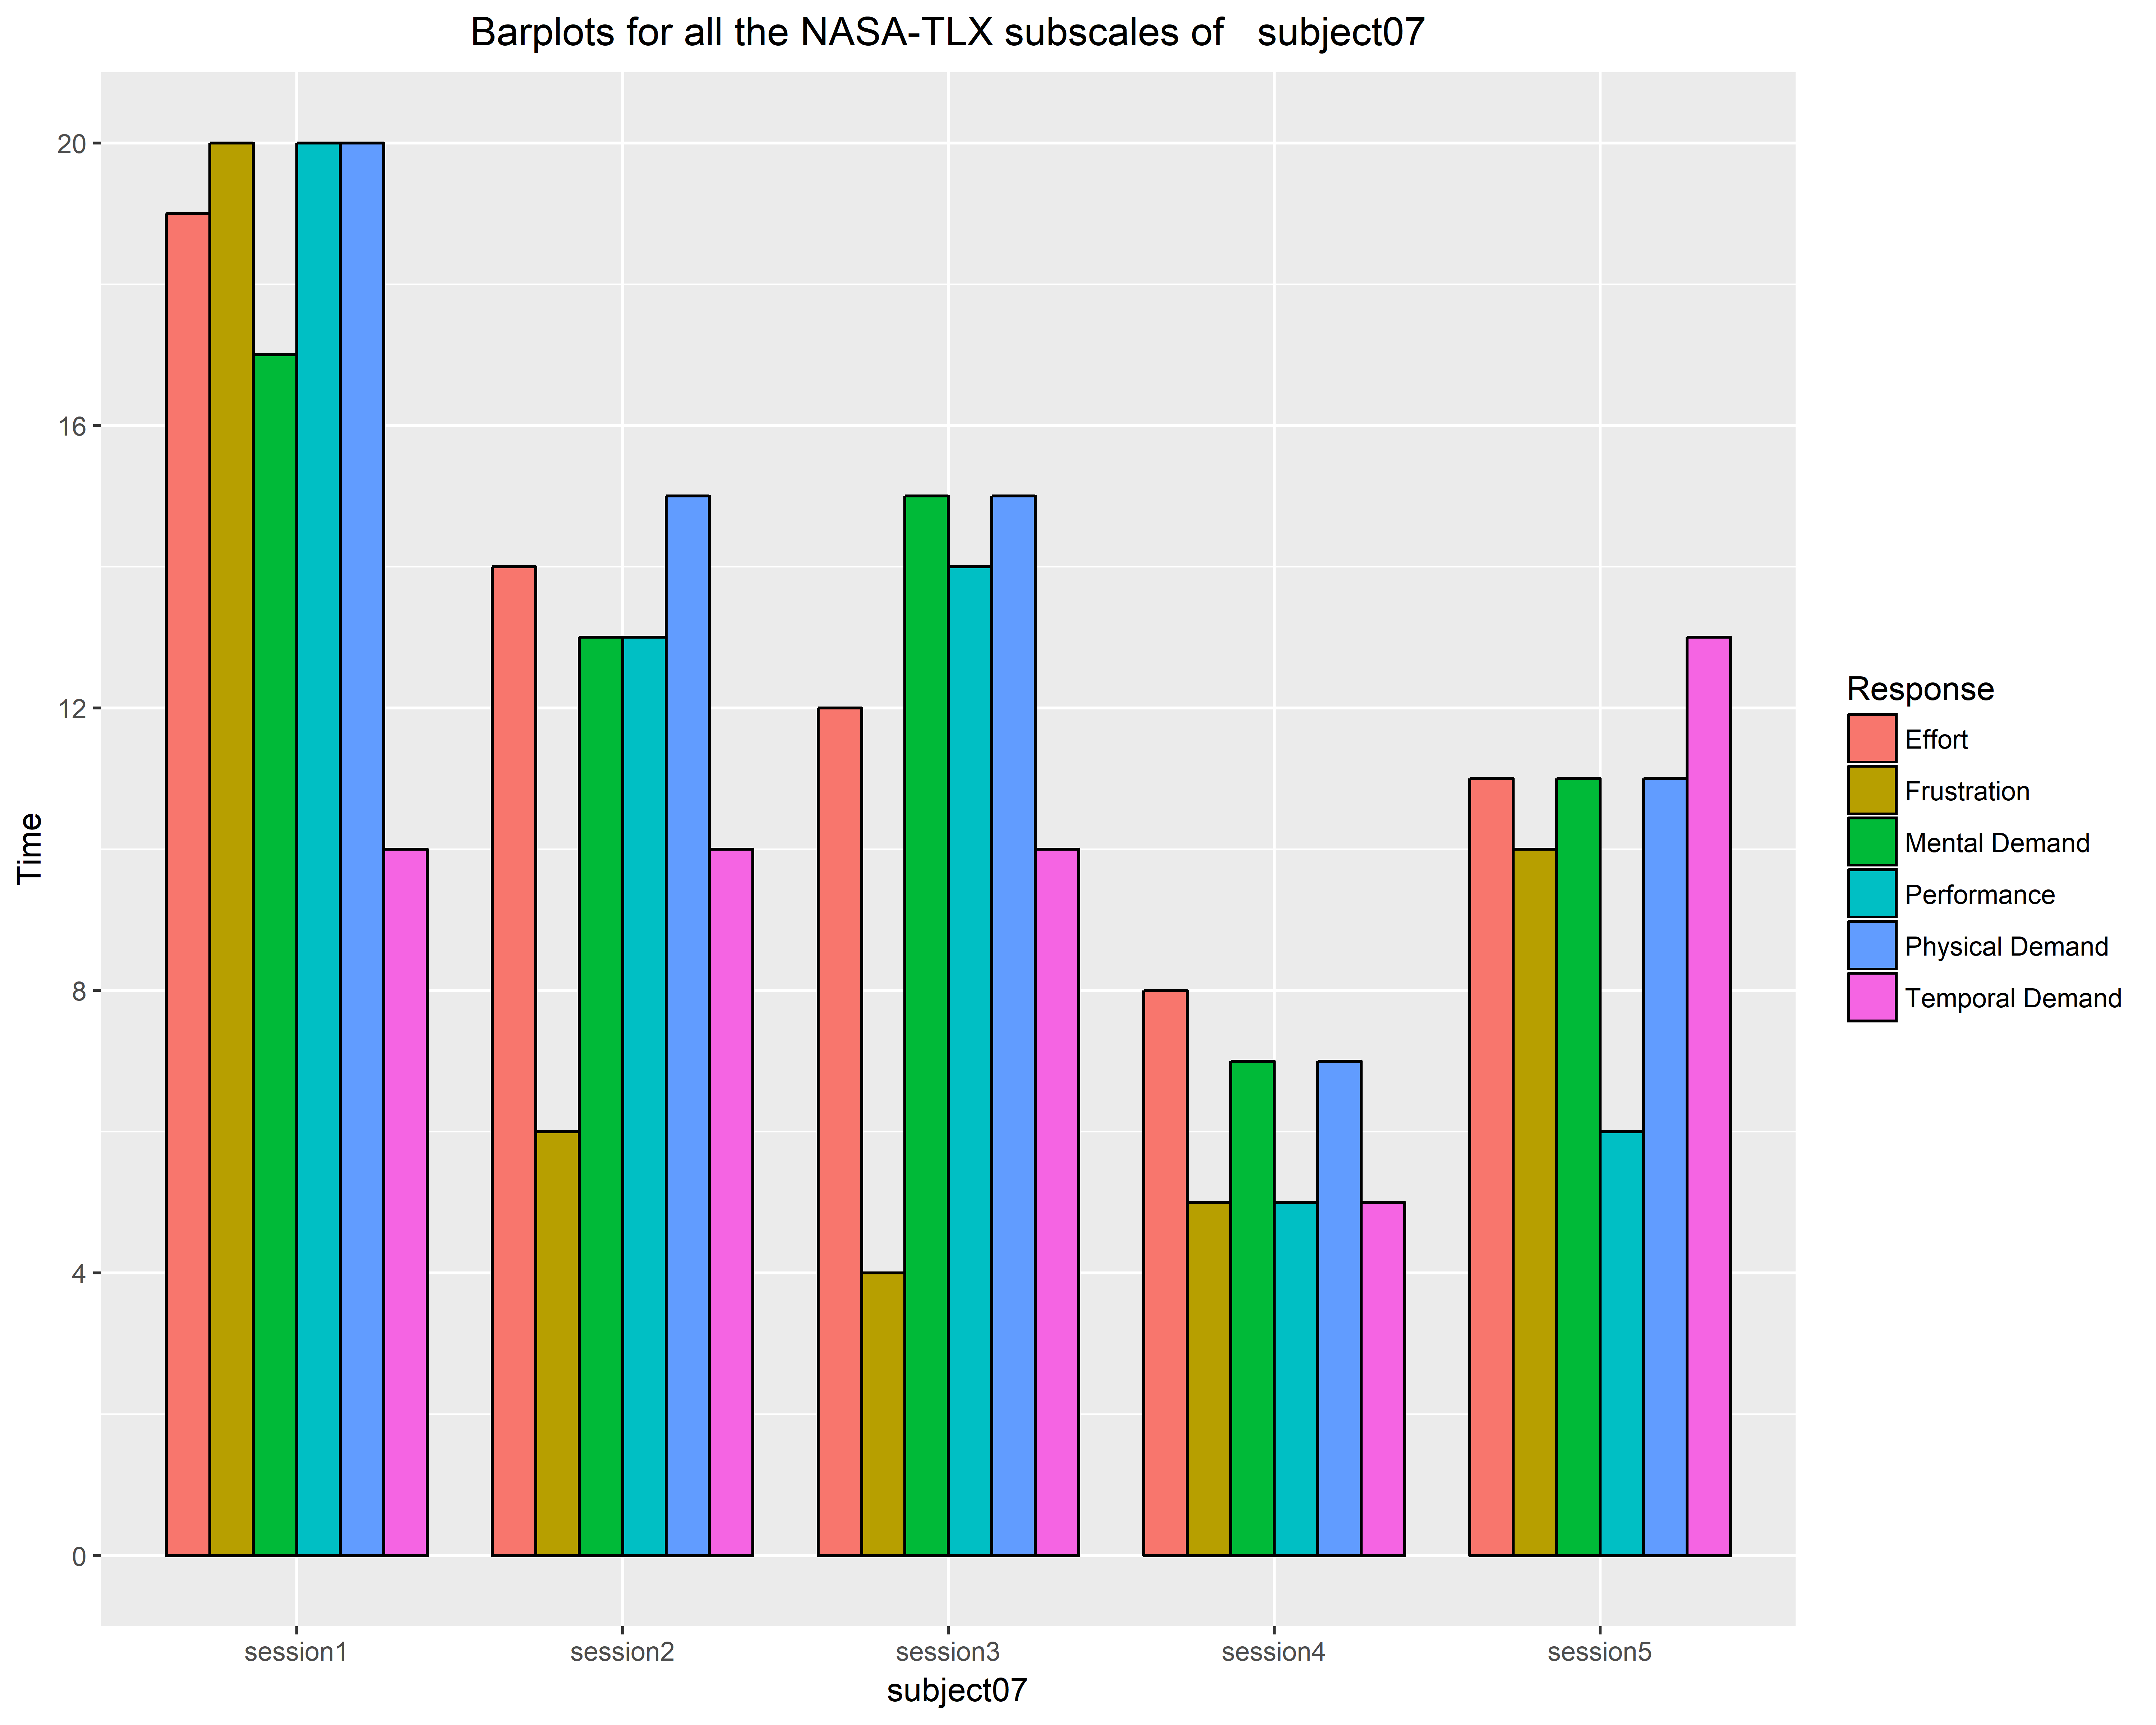 Barplots for all the NASA-TLX subscales of   subject07
20
16
12
8
4
0
Time
session1
session2
session3
session4
session5
subject07
Response
Effort
Frustration
Mental Demand
Performance
Physical Demand
Temporal Demand